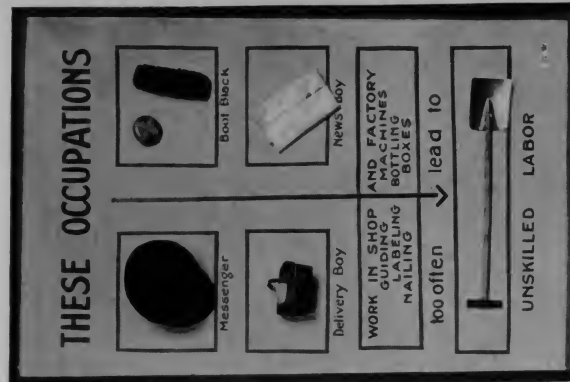 THESE OCCUPATIONS
Messenger
Boot Black
Delivery Boy
News Boy
WORK IN SHOP AND FACTORY
GUIDING MACHINES
LABELING BOTTLING
NAILING BOXES
too often lead to
UNSKILLED LABOR